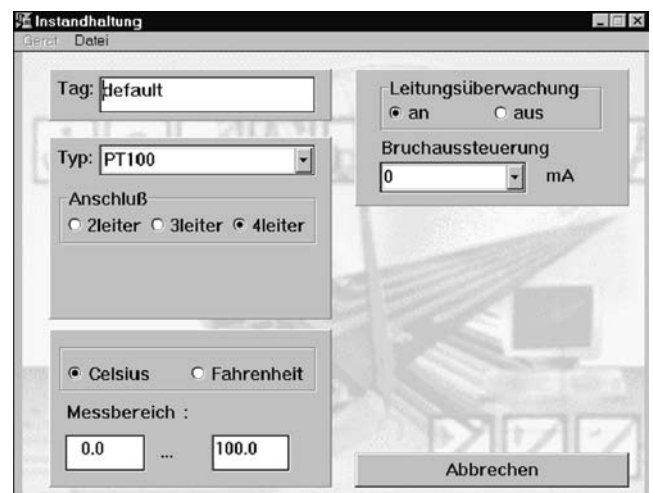 Instandhaltung
Gerät Datei
Tag: default
Typ: PT100
Anschluß
2leiter 3leiter 4leiter
Celsius Fahrenheit
Messbereich :
0.0 ... 100.0
Leitungsüberwachung
an aus
Bruchaussteuerung
0 mA
Abbrechen